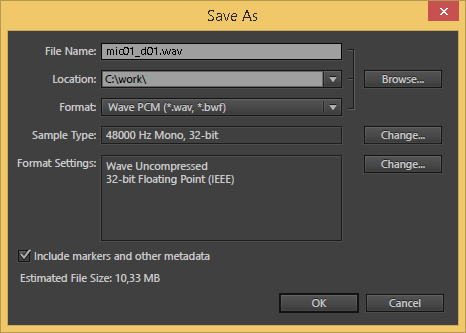 Save As
File Name: mic01_d01.wav
Location: C:\work\ Browse...
Format: Wave PCM (*.wav, *.bwf)
Sample Type: 48000 Hz Mono, 32-bit Change...
Format Settings: Wave Uncompressed Change...
32-bit Floating Point (IEEE)
Include markers and other metadata
Estimated File Size: 10,33 MB
OK Cancel